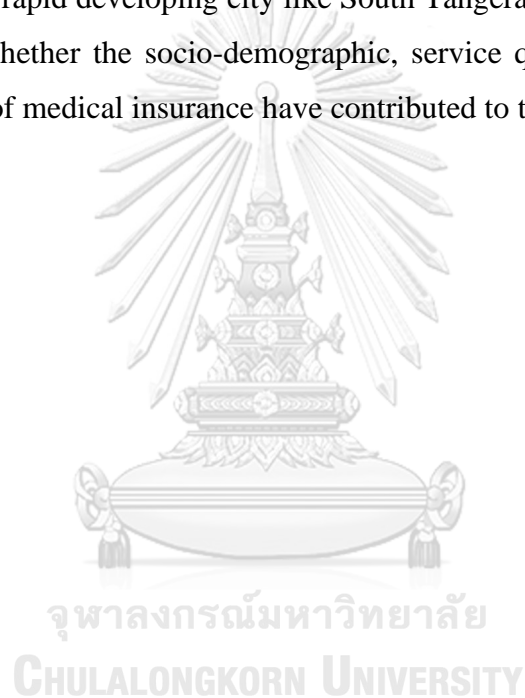 rapid developing city like South Tangera
hether the socio-demographic, service q
of medical insurance have contributed to t
จุฬาลงกรณ์มหาวิทยาลัย
CHULALONGKORN UNIVERSITY